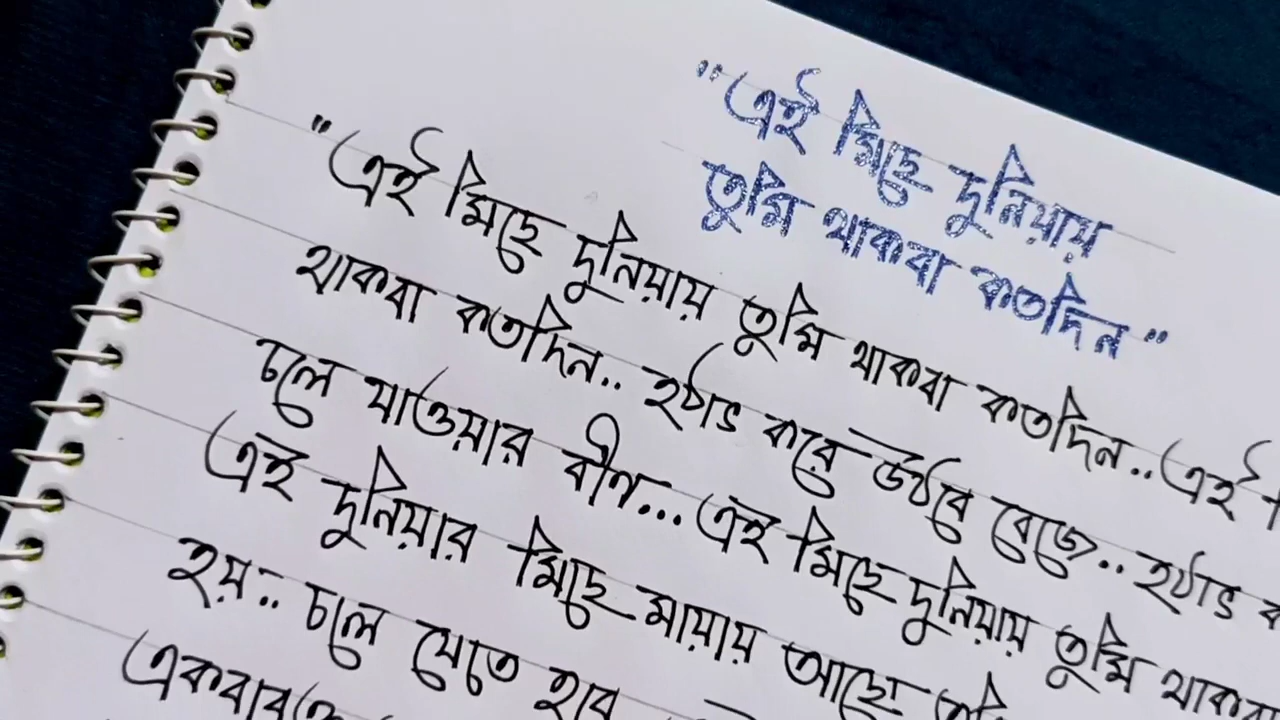 "এই মিছে দুনিয়ায়
তুমি থাকবা কতদিন"
"এই মিছে দুনিয়ায় তুমি থাকবা কতদিন..এই
থাকবা কতদিন.. হঠাৎ করে উঠবে বেজে.. হঠাৎ
চলে যাওয়ার বীণ... এই মিছে দুনিয়ায় তুমি থাকবা
এই দুনিয়ার মিছে মায়ায় আছো
হয়.. চলে যেতে হবে
একবার